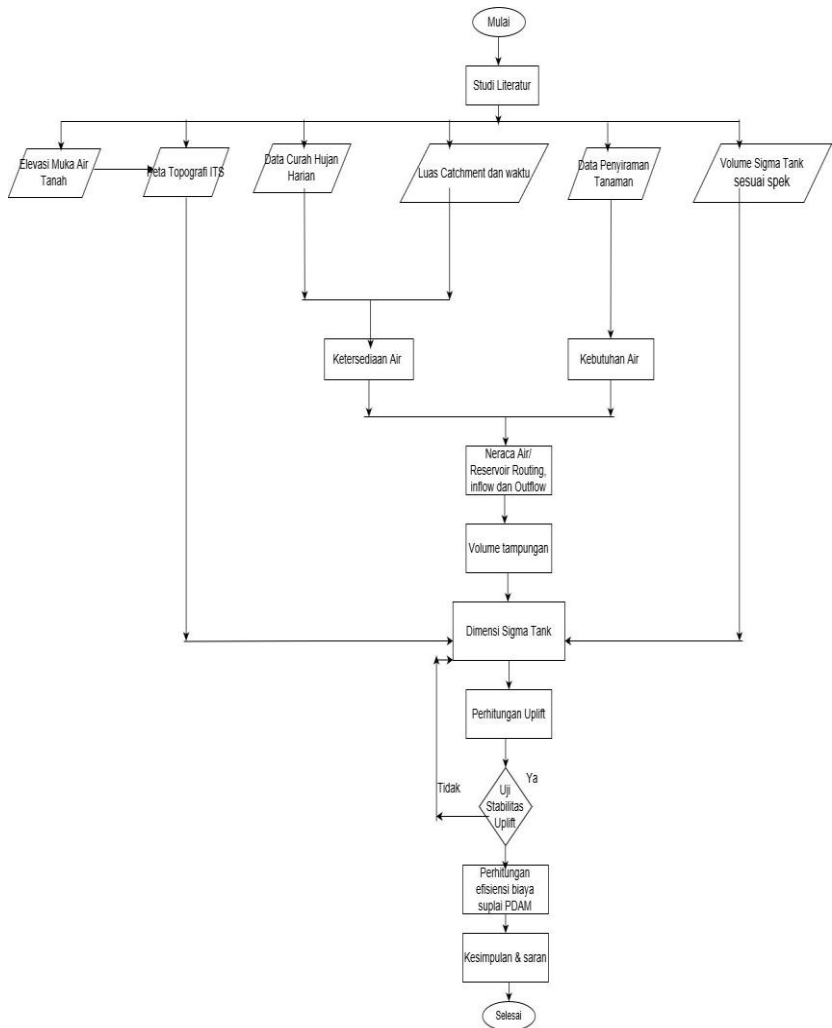 Mulai
Studi Literatur
Elevasi Muka Air
Tanah
Peta Topografi ITS
Data Curah Hujan
Harian
Luas Catchment dan waktu
Data Penyiraman
Tanaman
Volume Sigma Tank
sesuai spek
Ketersediaan Air
Kebutuhan Air
Neraca Air/
Reservoir Routing,
inflow dan Outflow
Volume tampungan
Dimensi Sigma Tank
Perhitungan Uplift
Tidak
Ya
Uji
Stabilitas
Uplift
Perhitungan
efisiensi biaya
suplai PDAM
Kesimpulan & saran
Selesai